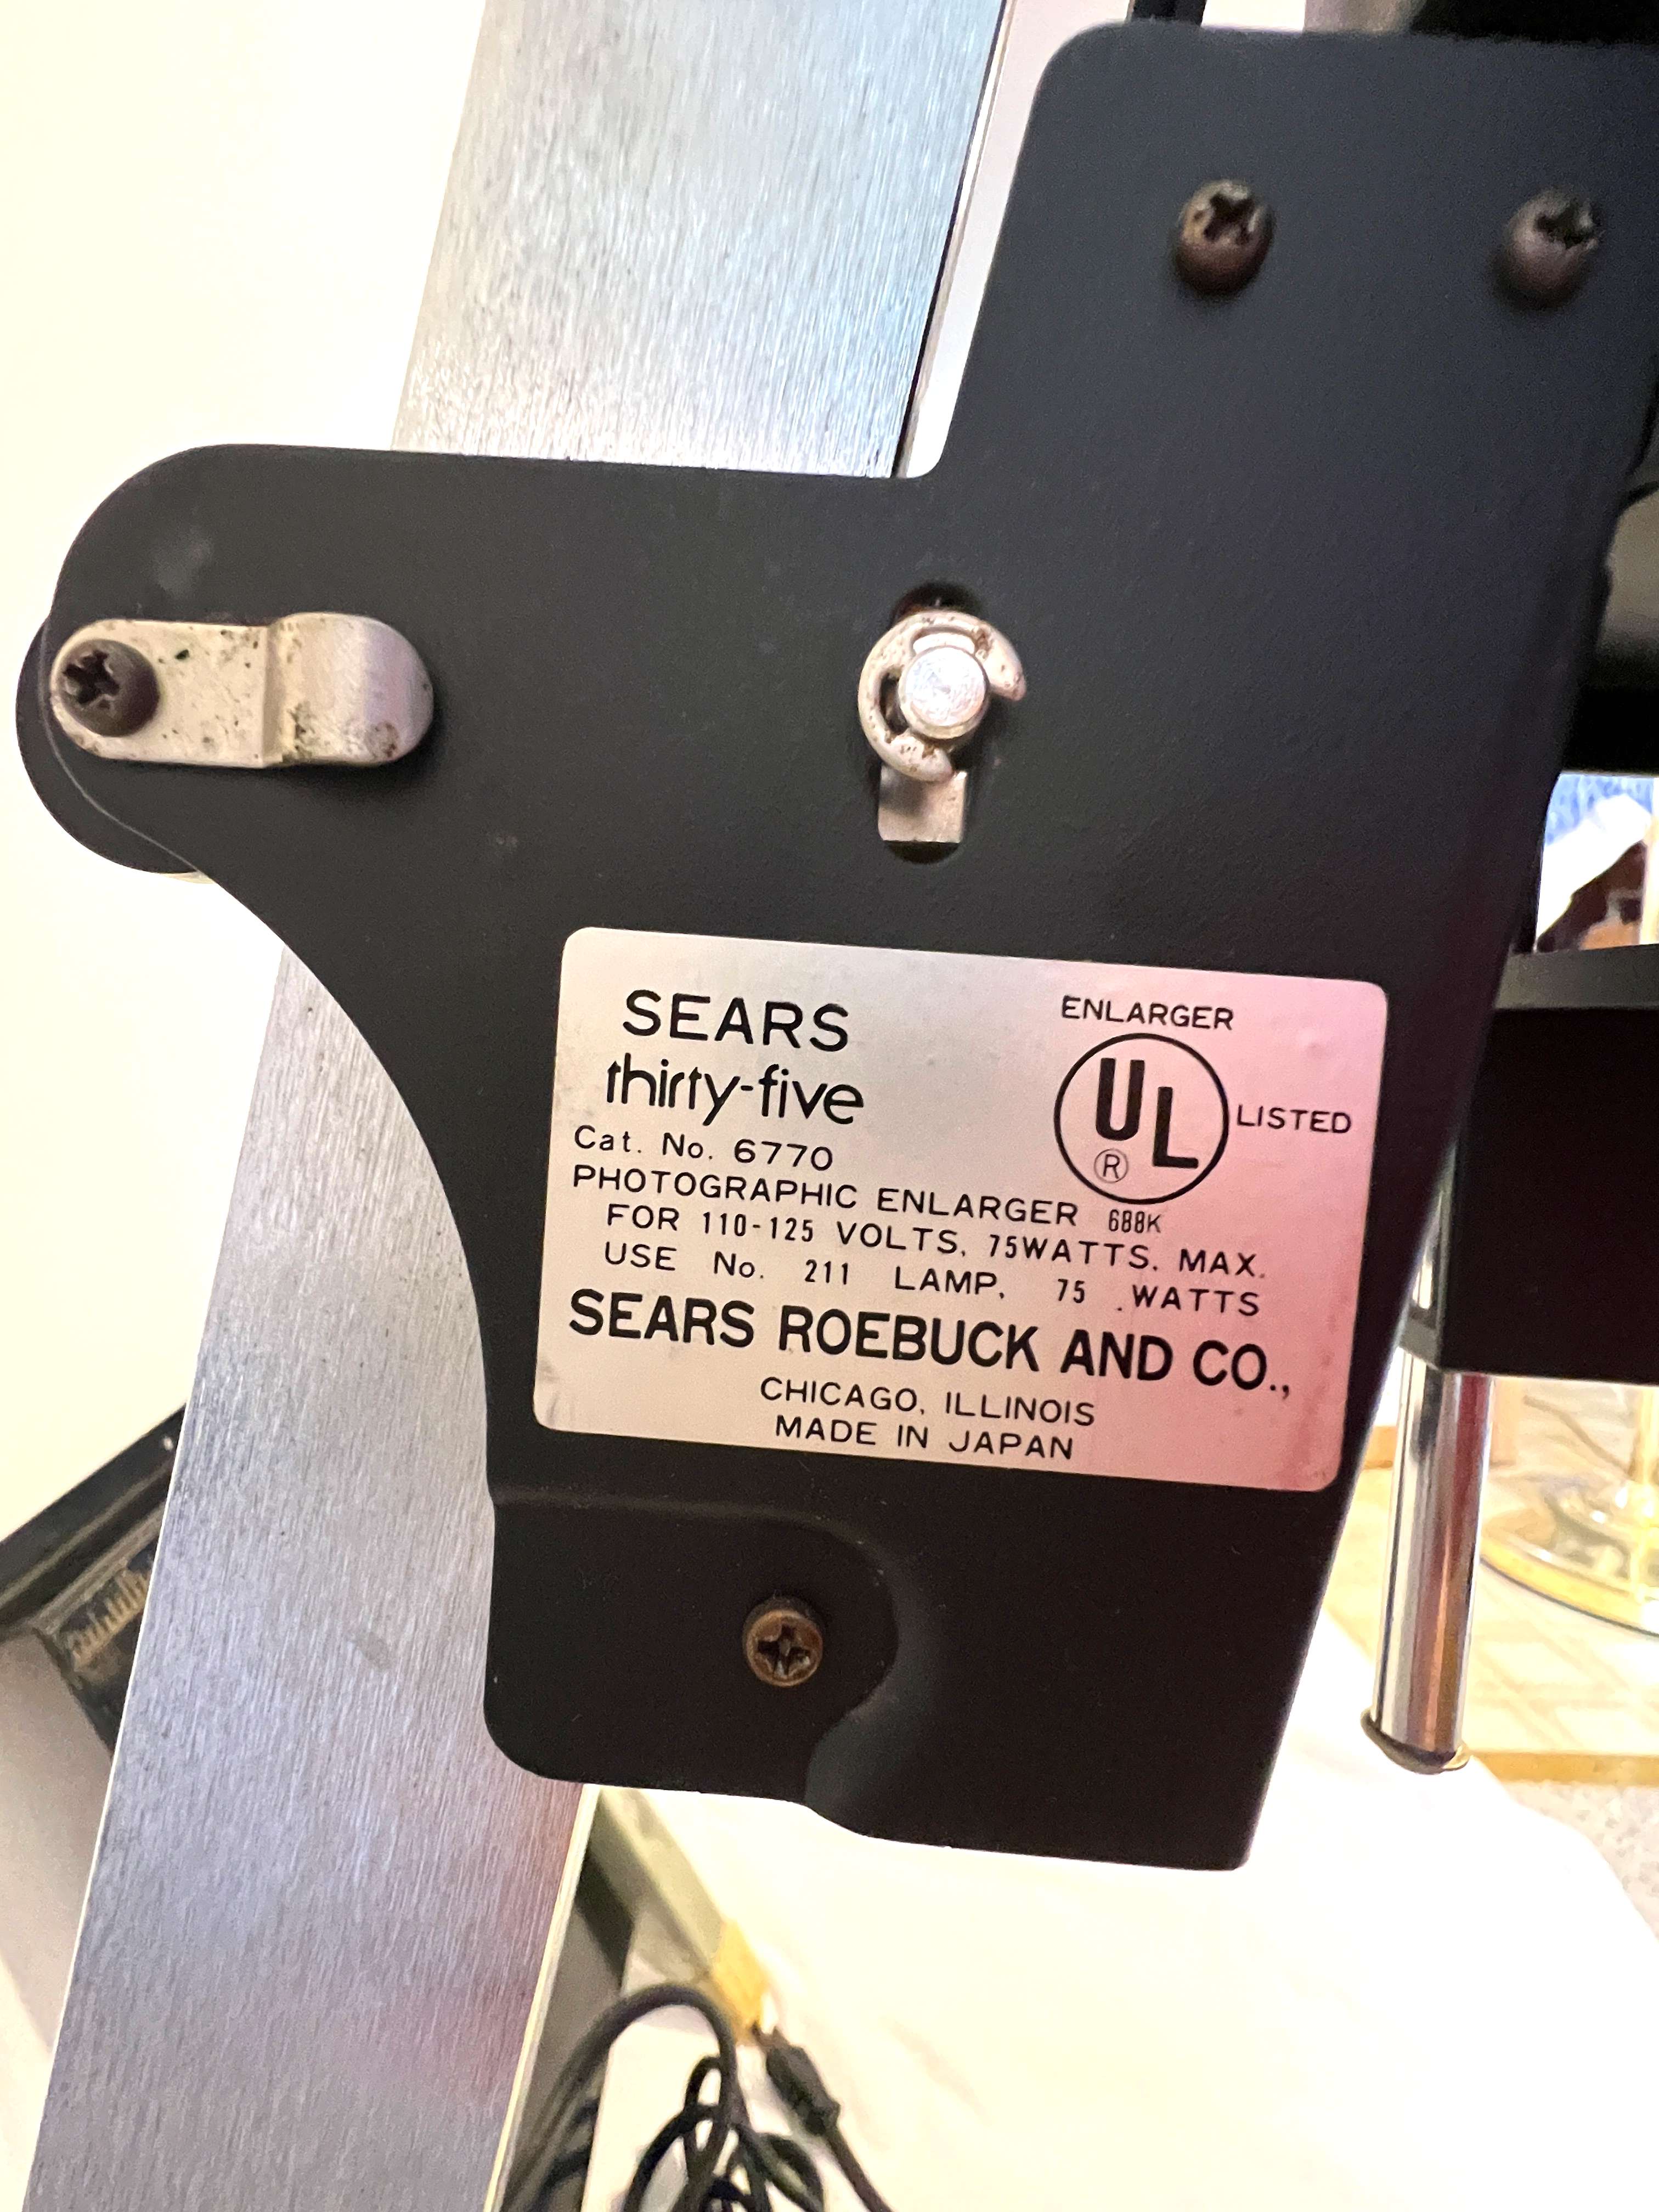 SEARS
thirty-five
Cat. No. 6770
PHOTOGRAPHIC ENLARGER
FOR 110-125 VOLTS, 75WATTS. MAX.
USE No. 211 LAMP, 75 .WATTS
SEARS ROEBUCK AND CO.,
CHICAGO, ILLINOIS
MADE IN JAPAN
ENLARGER
UL
®
LISTED
688K